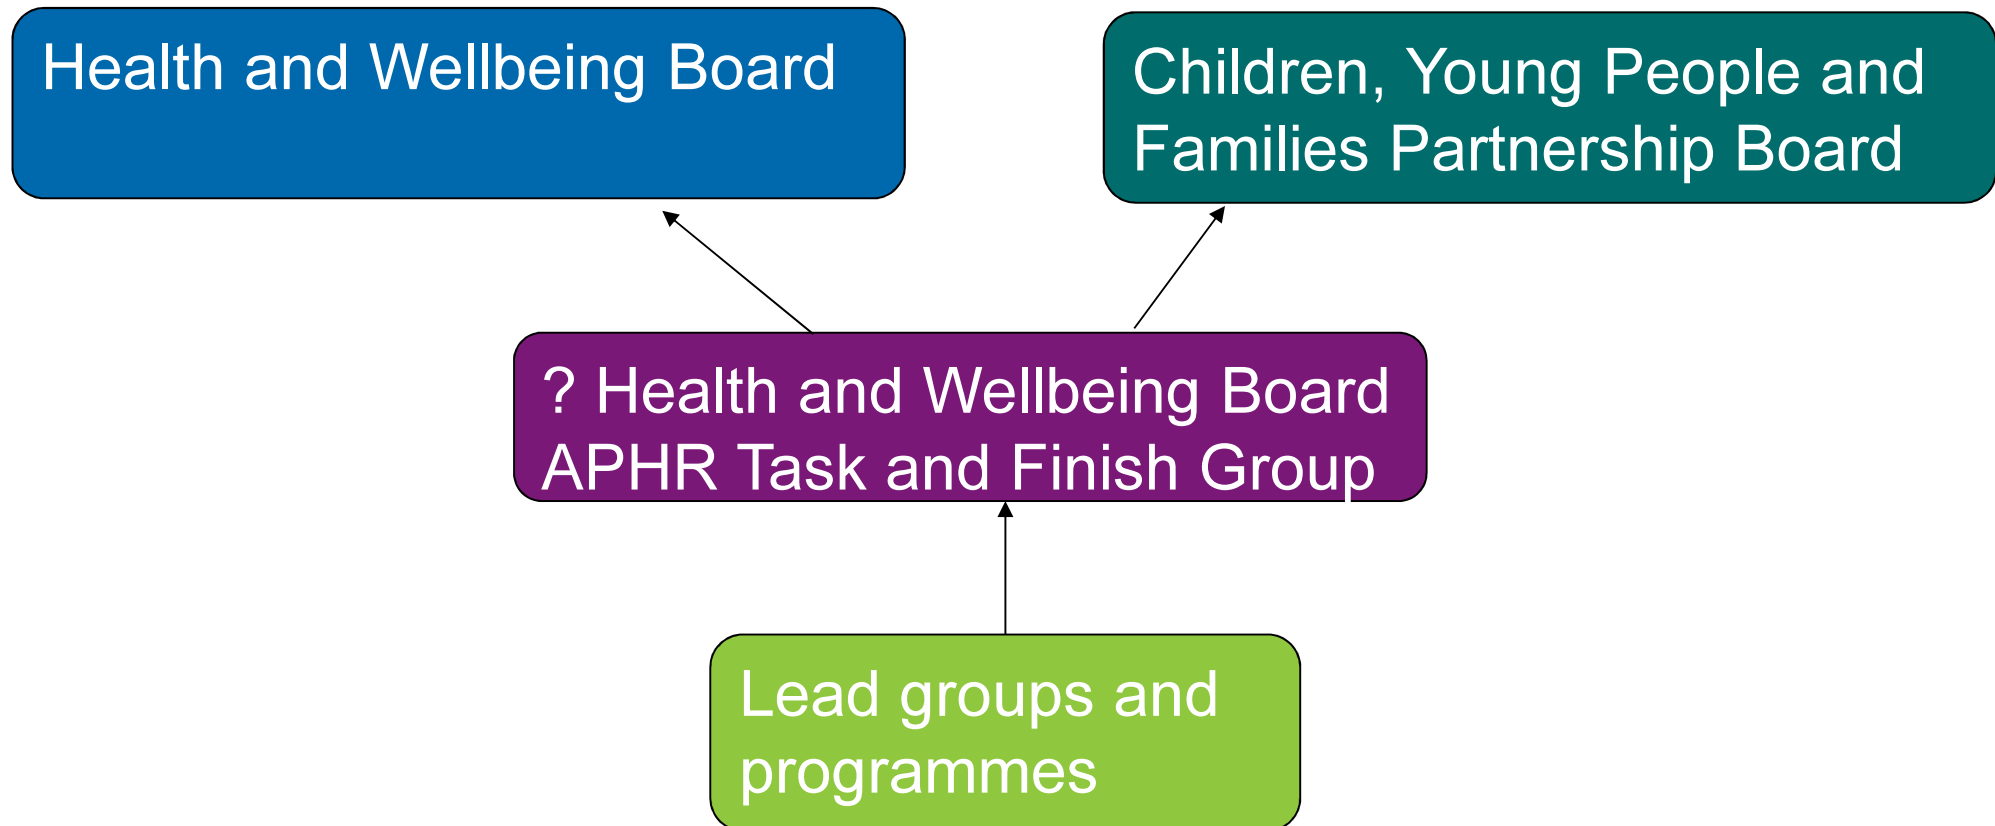 Health and Wellbeing Board
Children, Young People and
Families Partnership Board
? Health and Wellbeing Board
APHR Task and Finish Group
Lead groups and
programmes